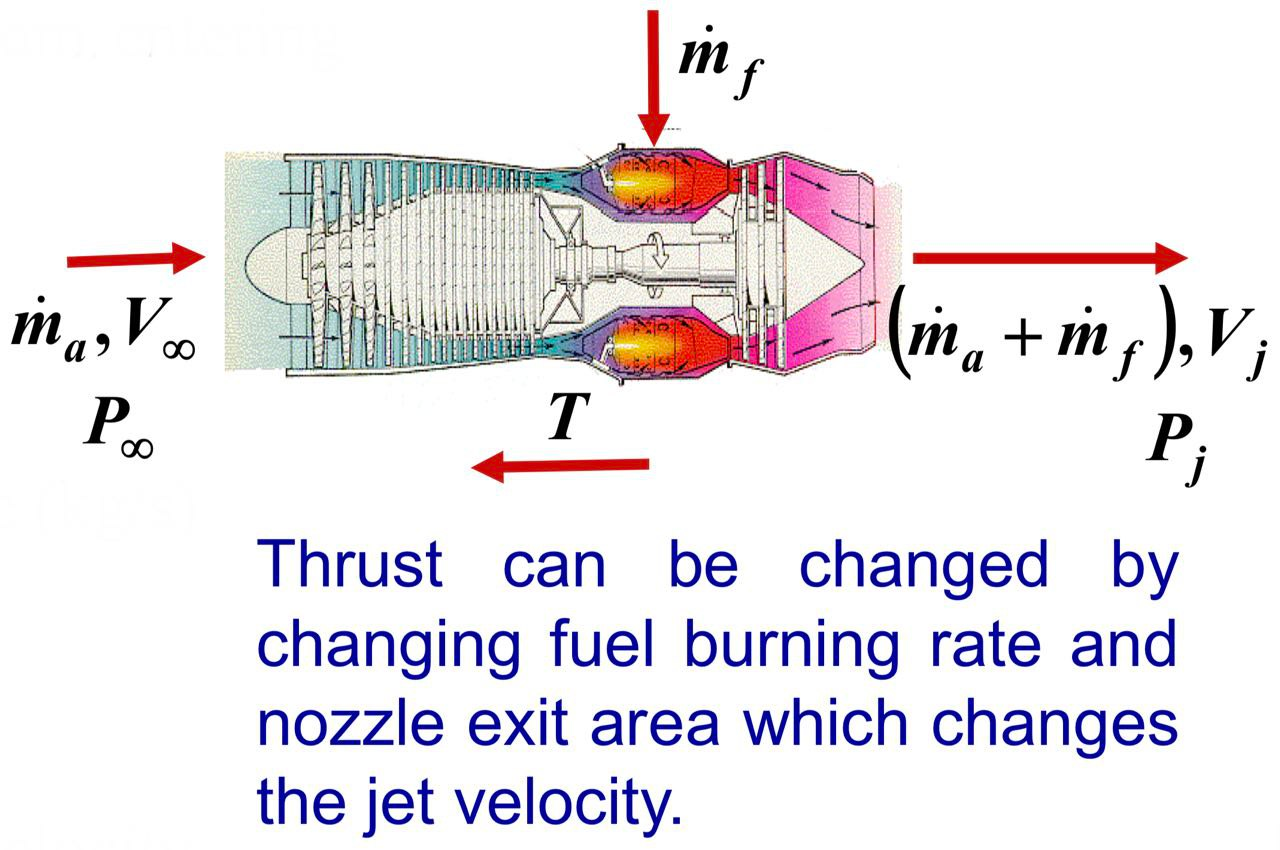 ṁ_f
ṁ_a, V_∞
P_∞
(ṁ_a + ṁ_f), V_j
P_j
T
Thrust can be changed by
changing fuel burning rate and
nozzle exit area which changes
the jet velocity.